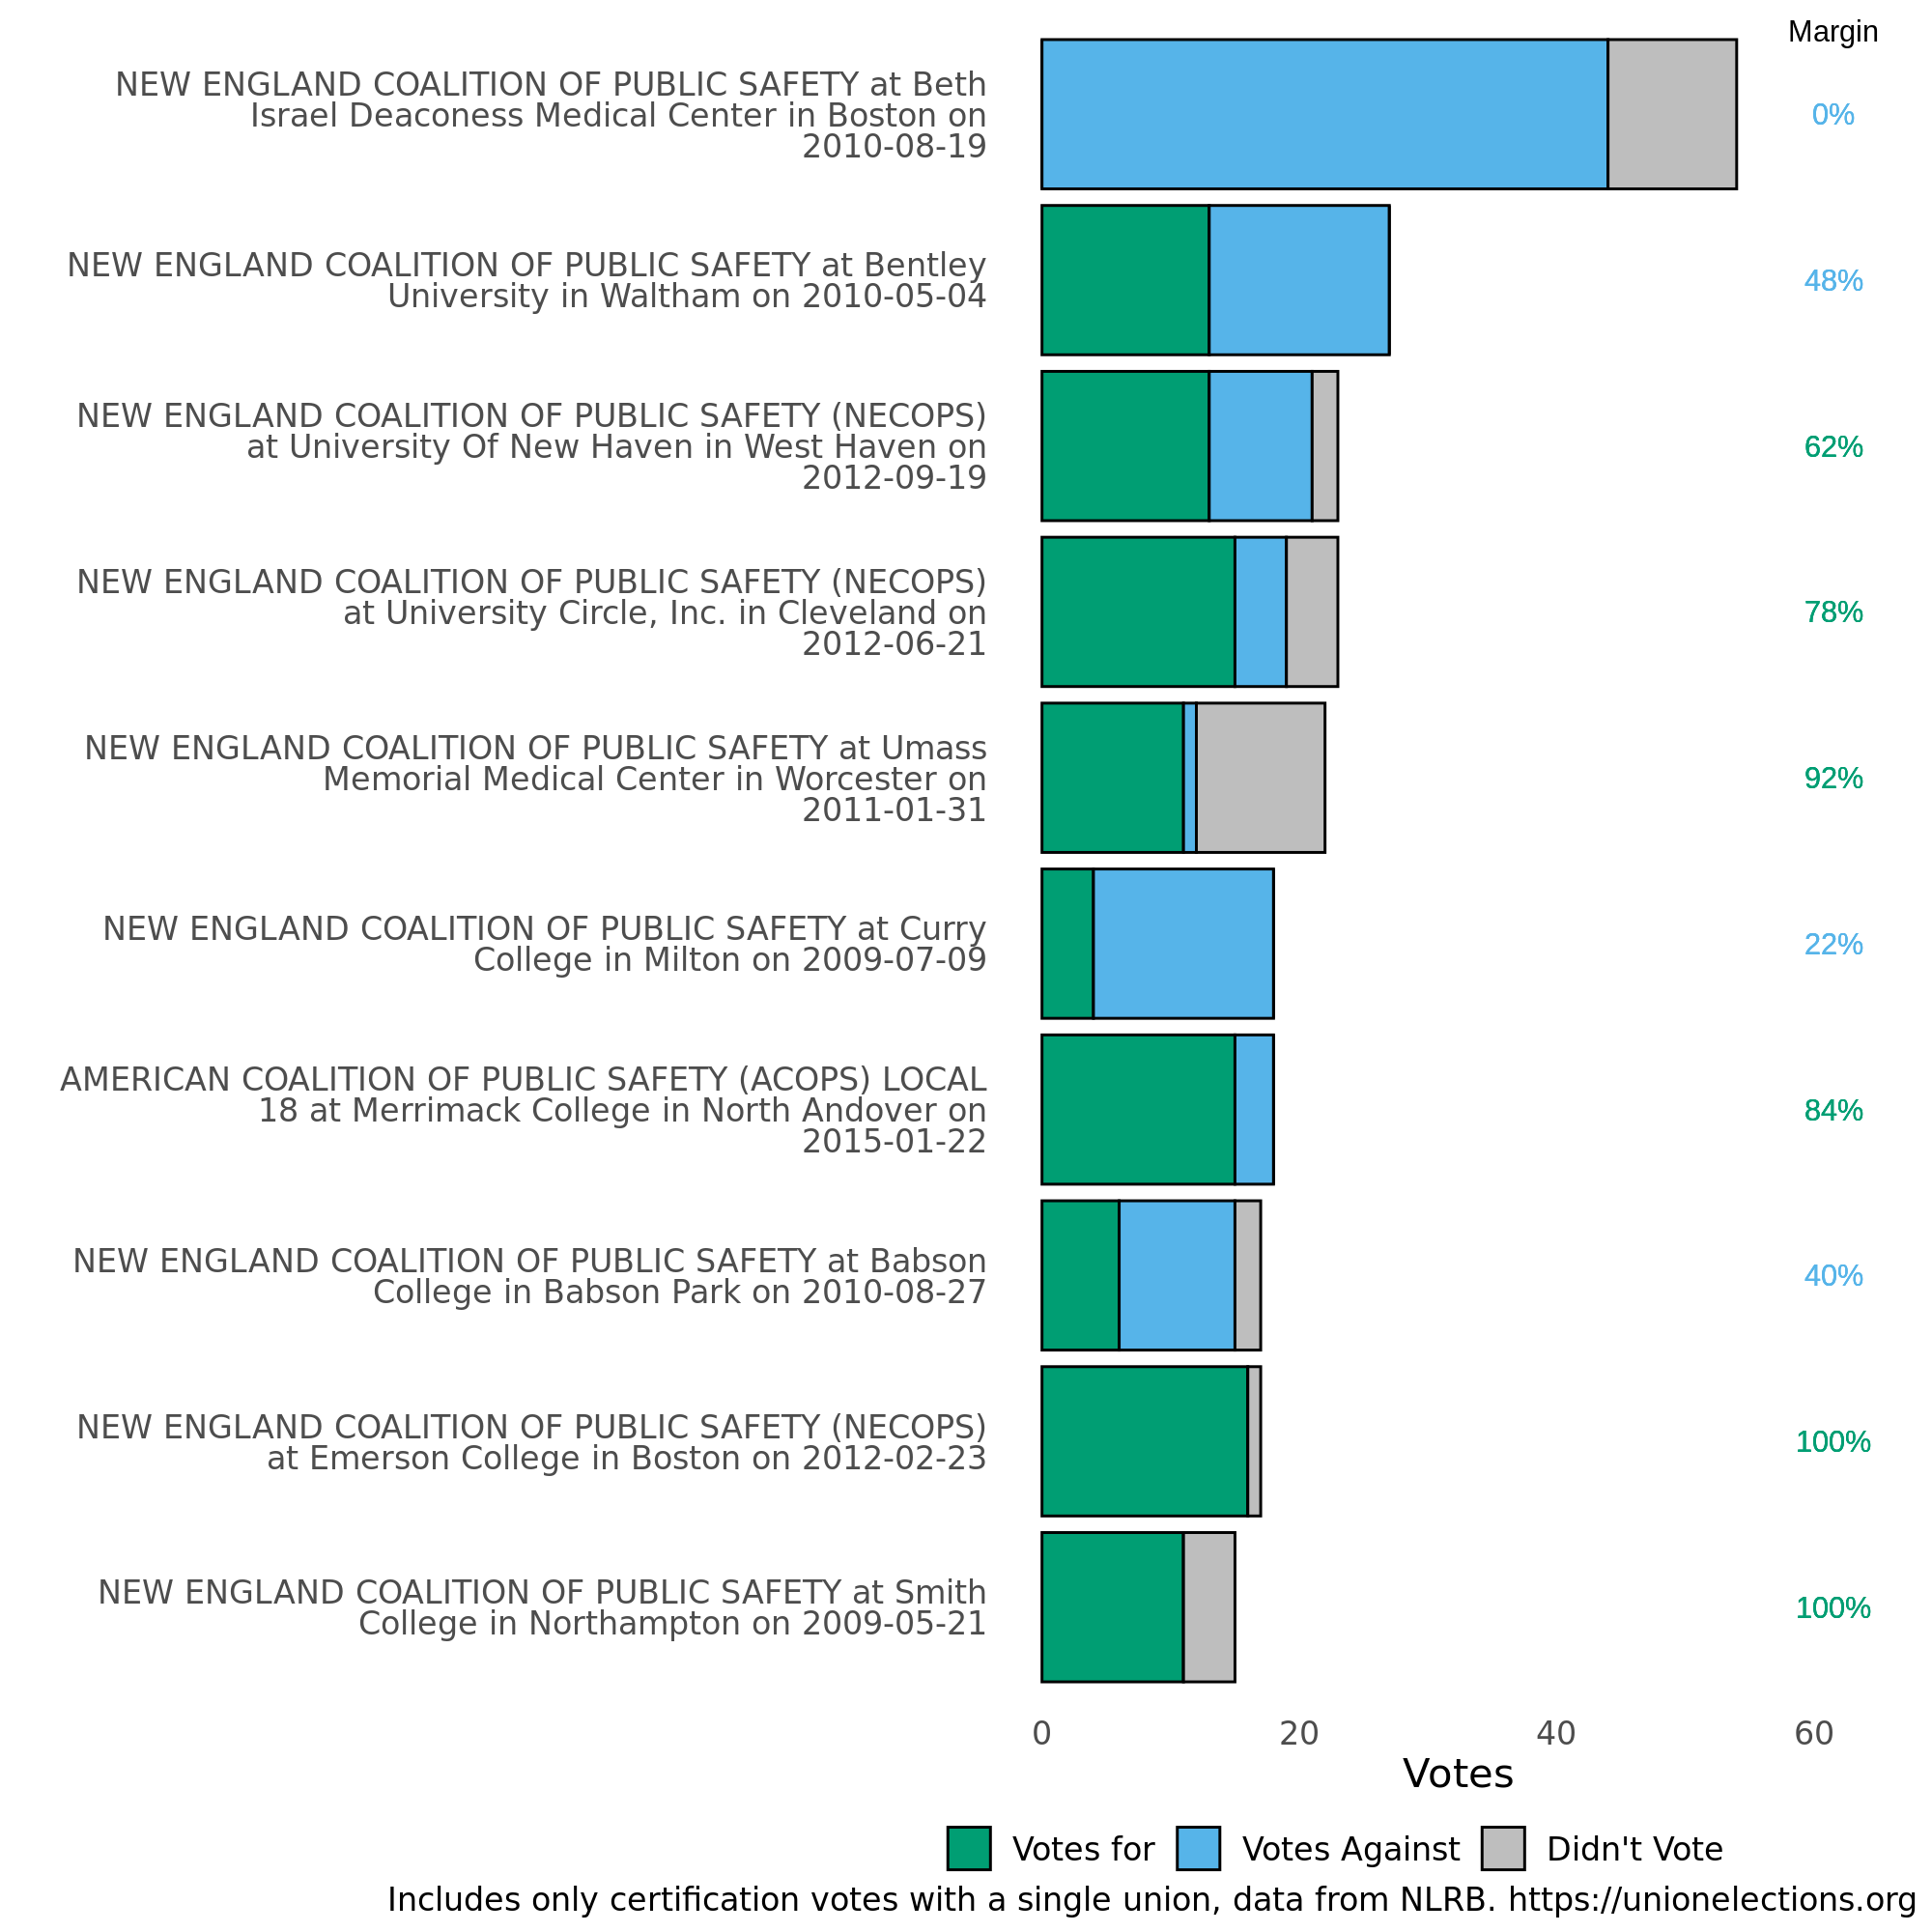 Margin
NEW ENGLAND COALITION OF PUBLIC SAFETY at Beth
Israel Deaconess Medical Center in Boston on
2010-08-19
0%
NEW ENGLAND COALITION OF PUBLIC SAFETY at Bentley
University in Waltham on 2010-05-04
48%
NEW ENGLAND COALITION OF PUBLIC SAFETY (NECOPS)
at University Of New Haven in West Haven on
2012-09-19
62%
NEW ENGLAND COALITION OF PUBLIC SAFETY (NECOPS)
at University Circle, Inc. in Cleveland on
2012-06-21
78%
NEW ENGLAND COALITION OF PUBLIC SAFETY at Umass
Memorial Medical Center in Worcester on
2011-01-31
92%
NEW ENGLAND COALITION OF PUBLIC SAFETY at Curry
College in Milton on 2009-07-09
22%
AMERICAN COALITION OF PUBLIC SAFETY (ACOPS) LOCAL
18 at Merrimack College in North Andover on
2015-01-22
84%
NEW ENGLAND COALITION OF PUBLIC SAFETY at Babson
College in Babson Park on 2010-08-27
40%
NEW ENGLAND COALITION OF PUBLIC SAFETY (NECOPS)
at Emerson College in Boston on 2012-02-23
100%
NEW ENGLAND COALITION OF PUBLIC SAFETY at Smith
College in Northampton on 2009-05-21
100%
0 20 40 60
Votes
Votes for Votes Against Didn't Vote
Includes only certification votes with a single union, data from NLRB. https://unionelections.org